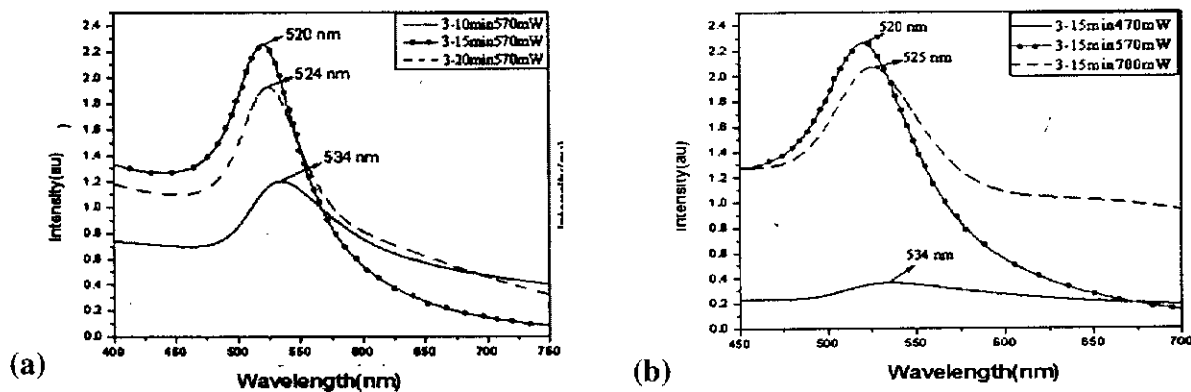 (a)
Intensity(au)
2.4
2.2
2.0
1.8
1.6
1.4
1.2
1.0
0.8
0.6
0.4
0.2
0.0
520 nm
524 nm
534 nm
3-10min570mW
3-15min570mW
3-20min570mW
400 450 500 550 600 650 700 750
Wavelength(nm)
(b)
Intensity(au)
2.4
2.2
2.0
1.8
1.6
1.4
1.2
1.0
0.8
0.6
0.4
0.2
0.0
520 nm
525 nm
534 nm
3-15min470mW
3-15min570mW
3-15min700mW
450 500 550 600 650 700
Wavelength(nm)